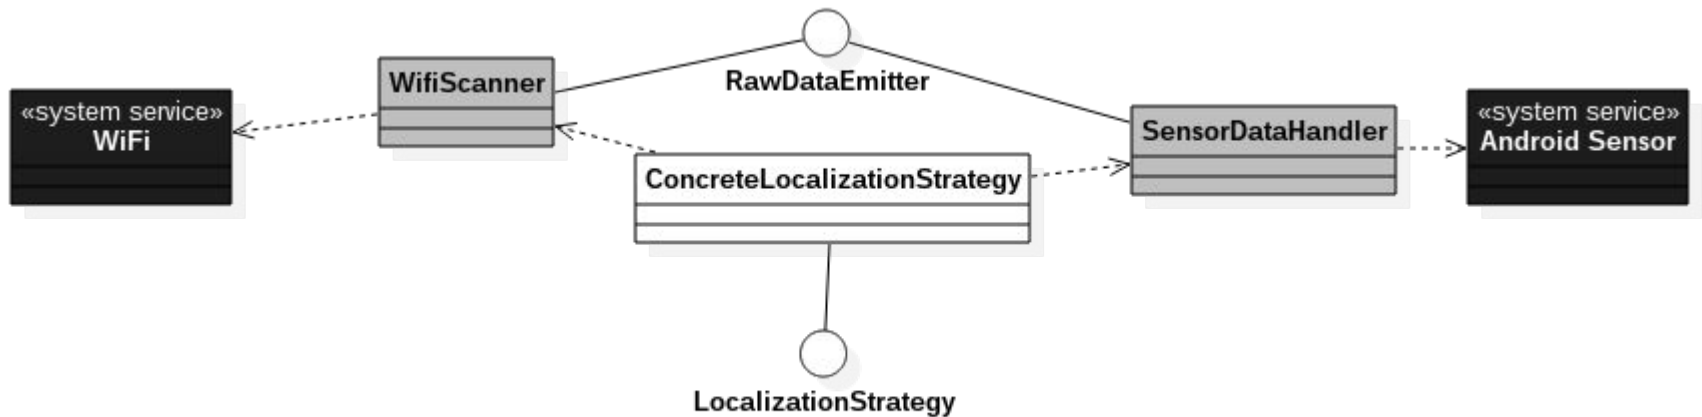 RawDataEmitter
WifiScanner
«system service»
WiFi
SensorDataHandler
«system service»
Android Sensor
ConcreteLocalizationStrategy
LocalizationStrategy